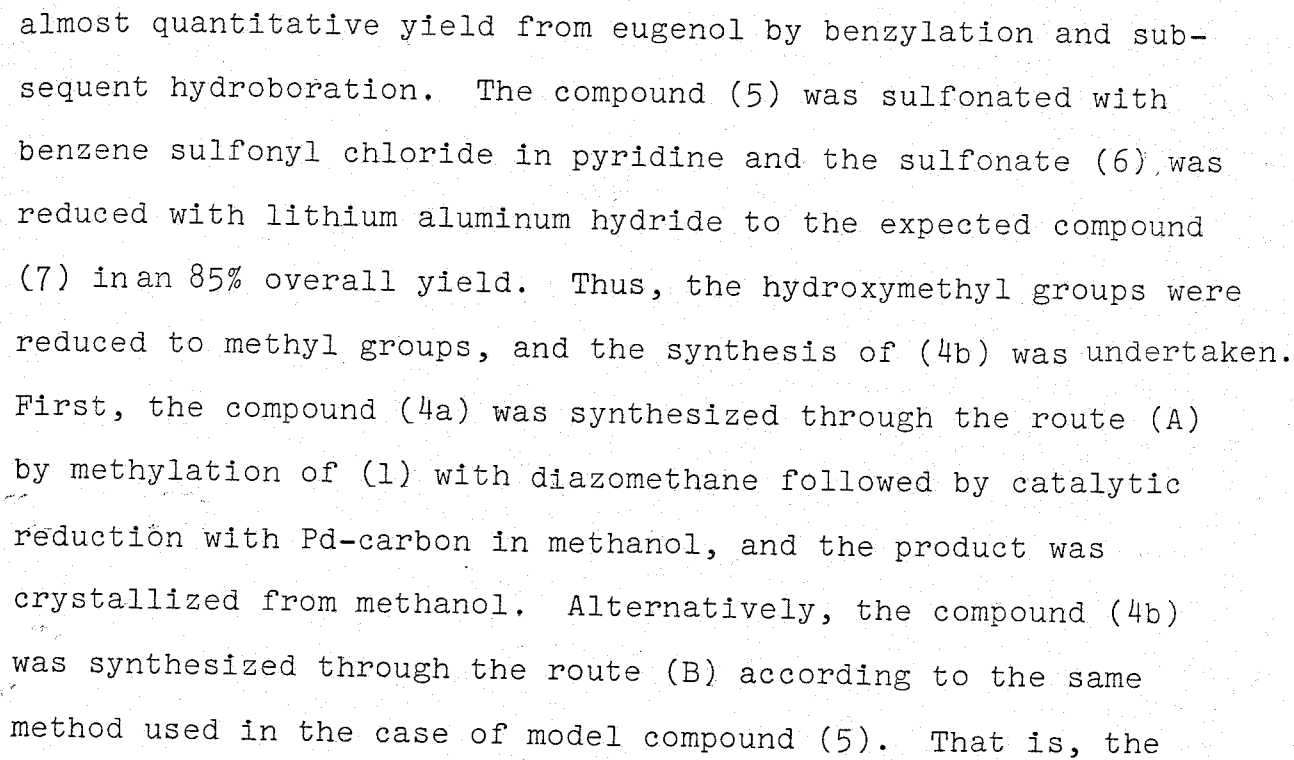 almost quantitative yield from eugenol by benzylation and sub-
sequent hydroboration. The compound (5) was sulfonated with
benzene sulfonyl chloride in pyridine and the sulfonate (6) was
reduced with lithium aluminum hydride to the expected compound
(7) in an 85% overall yield. Thus, the hydroxymethyl groups were
reduced to methyl groups, and the synthesis of (4b) was undertaken.
First, the compound (4a) was synthesized through the route (A)
by methylation of (1) with diazomethane followed by catalytic
reduction with Pd-carbon in methanol, and the product was
crystallized from methanol. Alternatively, the compound (4b)
was synthesized through the route (B) according to the same
method used in the case of model compound (5). That is, the